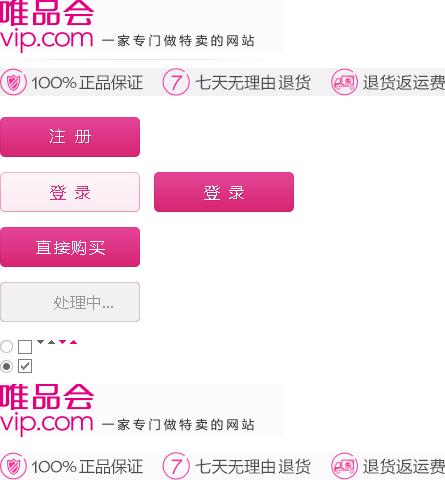 唯品会
vip.com 一家专门做特卖的网站
100%正品保证 7 七天无理由退货 退货返运费
注 册
登 录 登 录
直接购买
处理中...
唯品会
vip.com 一家专门做特卖的网站
100%正品保证 7 七天无理由退货 退货返运费